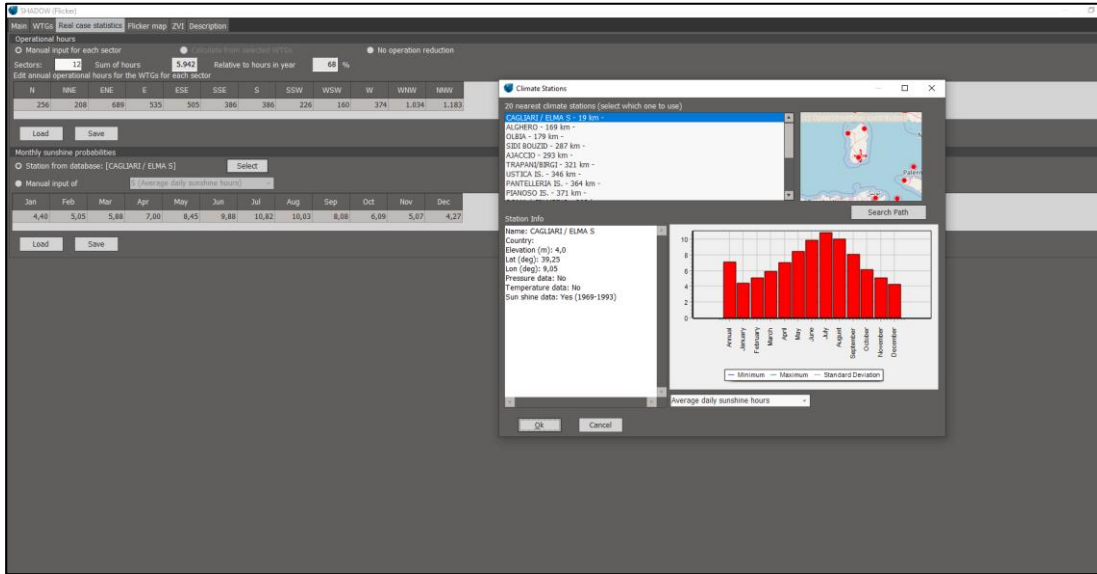 SHADOW (Flicker)
Main WTGs Real case statistics Flicker map ZVI Description
Operational hours
Manual input for each sector Calculate from selected WTGs No operation reduction
Sectors: 12 Sum of hours 5.942 Relative to hours in year 68 %
Edit annual operational hours for the WTGs for each sector
N NNE ENE E ESE SSE S SSW WSW W WNW NNW
256 208 689 535 505 386 386 226 160 374 1.034 1.183
Load Save
Monthly sunshine probabilities
Station from database: [CAGLIARI / ELMA S] Select
Manual input of S (Average daily sunshine hours)
Jan Feb Mar Apr May Jun Jul Aug Sep Oct Nov Dec
4,40 5,05 5,88 7,00 8,45 9,88 10,82 10,03 8,08 6,09 5,07 4,27
Load Save
Climate Stations
20 nearest climate stations (select which one to use)
CAGLIARI / ELMA S - 19 km -
ALGHERO - 169 km -
OLBIA - 179 km -
SIDI BOUZID - 287 km -
AJACCIO - 293 km -
TRAPANI/BIRGI - 321 km -
USTICA IS. - 346 km -
PANTELLERIA IS. - 364 km -
PIANOSO IS. - 371 km -
Palern
Search Path
Station Info
Name: CAGLIARI / ELMA S
Country:
Elevation (m): 4,0
Lat (deg): 39,25
Lon (deg): 9,05
Pressure data: No
Temperature data: No
Sun shine data: Yes (1969-1993)
10
8
6
4
2
0
Annual January February March April May June July August September October November December
Minimum Maximum Standard Deviation
Average daily sunshine hours
Ok Cancel